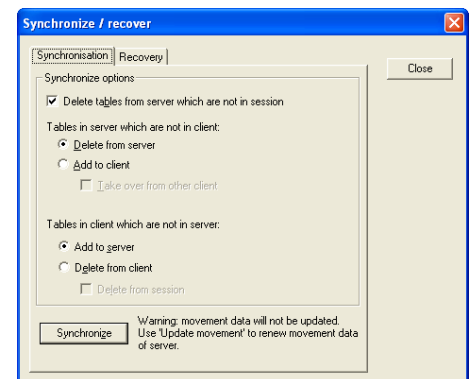 Synchronize / recover
Synchronisation Recovery
Close
Synchronize options
Delete tables from server which are not in session
Tables in server which are not in client:
Delete from server
Add to client
Take over from other client
Tables in client which are not in server:
Add to server
Delete from client
Delete from session
Synchronize
Warning: movement data will not be updated.
Use 'Update movement' to renew movement data
of server.